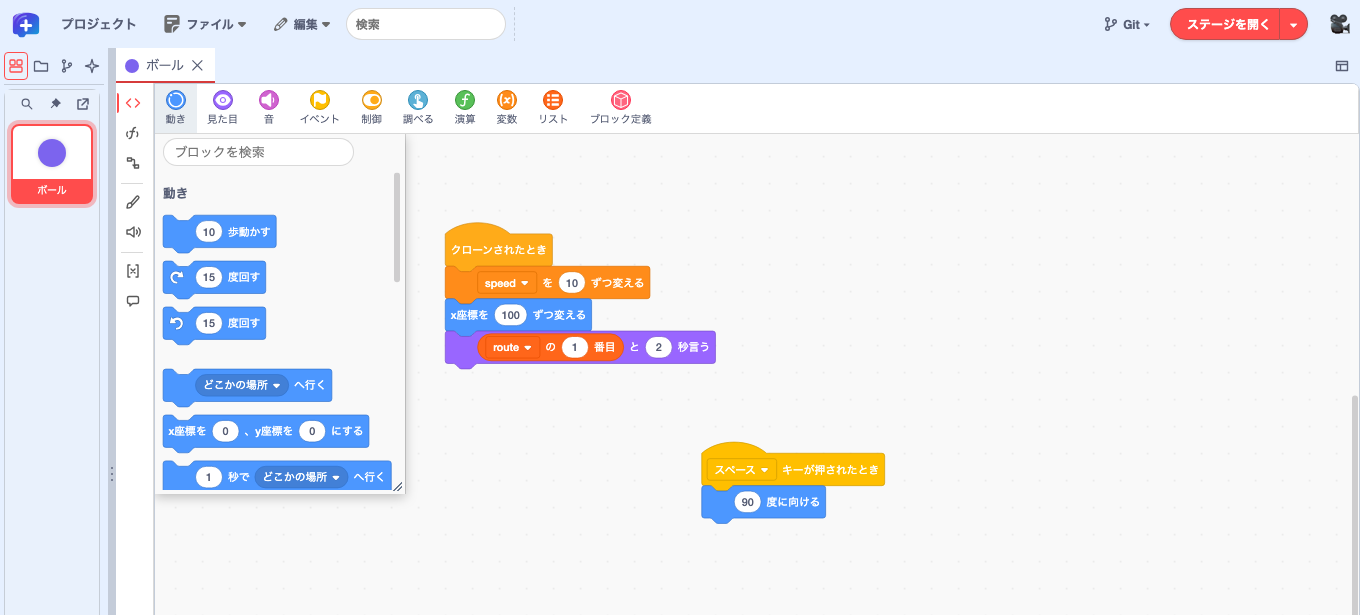 プロジェクト ファイル 編集 検索 Git ステージを開く
ボール
動き 見た目 音 イベント 制御 調べる 演算 変数 リスト ブロック定義
ブロックを検索
ボール
動き
10 歩動かす
15 度回す
15 度回す
どこかの場所 へ行く
x座標を 0 、y座標を 0 にする
1 秒で どこかの場所 へ行く
クローンされたとき
speed を 10 ずつ変える
x座標を 100 ずつ変える
route の 1 番目 と 2 秒言う
スペース キーが押されたとき
90 度に向ける